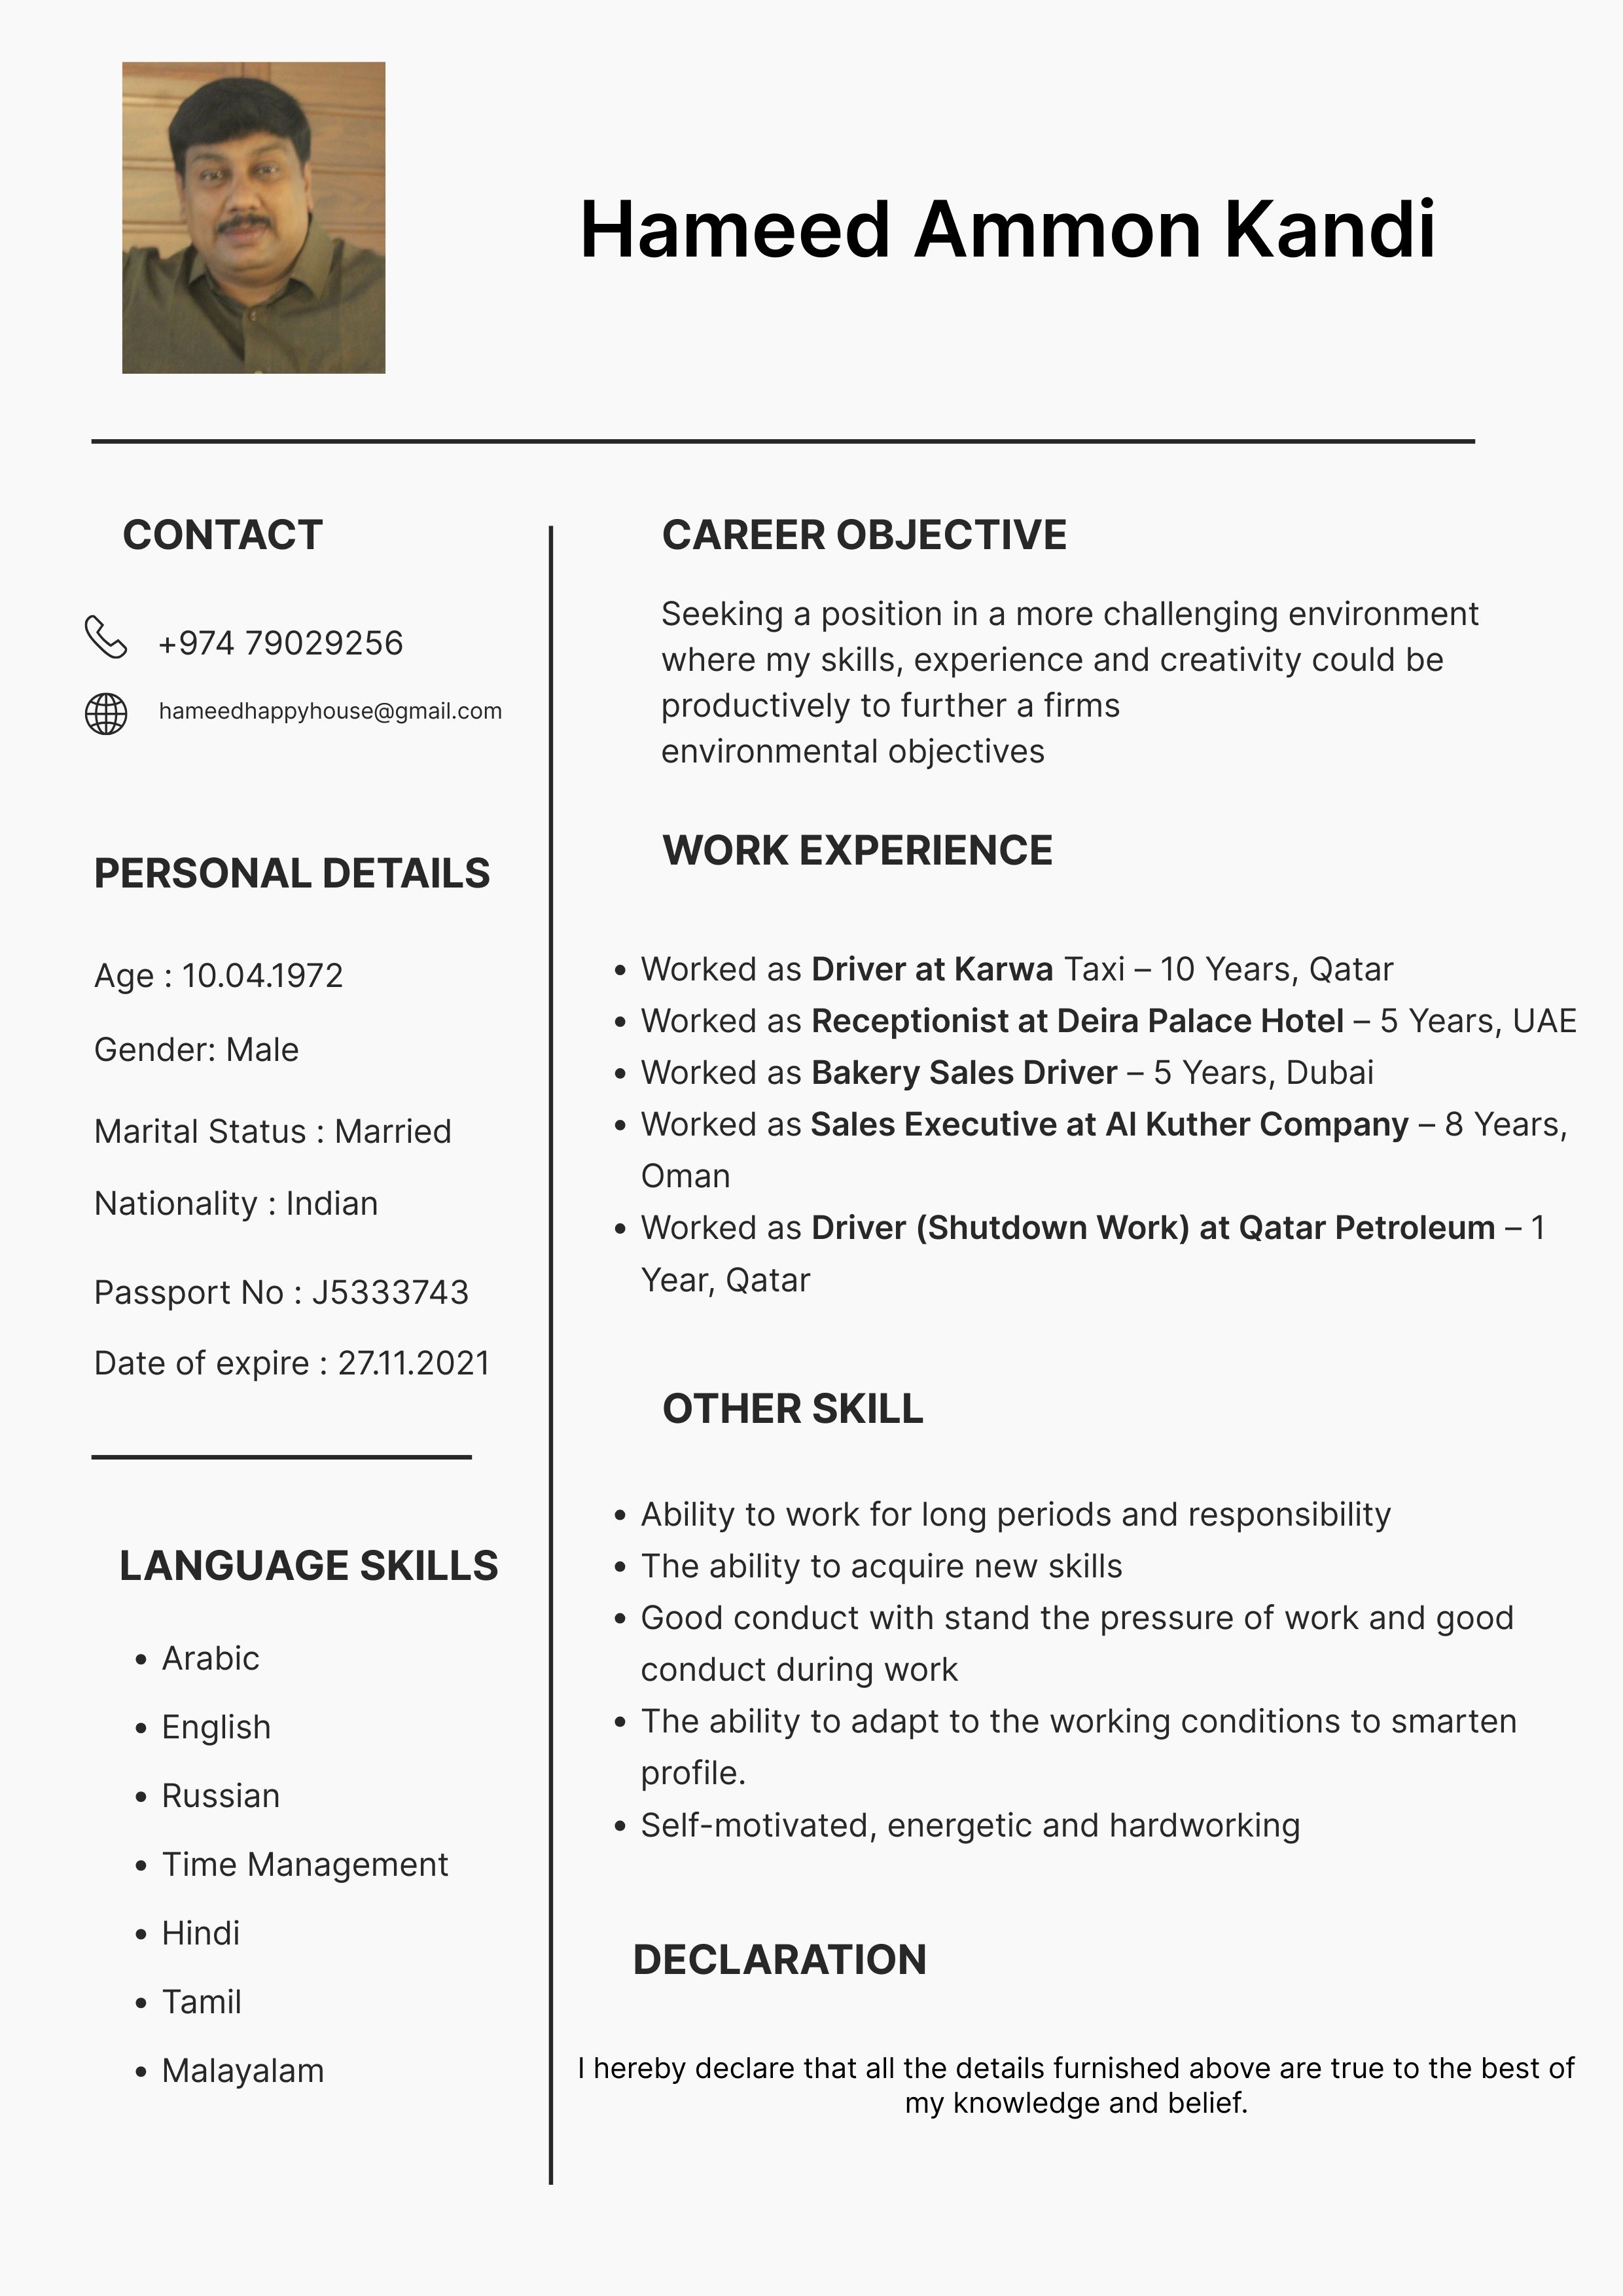 Hameed Ammon Kandi
CONTACT
+974 79029256
hameedhappyhouse@gmail.com
PERSONAL DETAILS
Age : 10.04.1972
Gender: Male
Marital Status : Married
Nationality : Indian
Passport No : J5333743
Date of expire : 27.11.2021
LANGUAGE SKILLS
• Arabic
• English
• Russian
• Time Management
• Hindi
• Tamil
• Malayalam
CAREER OBJECTIVE
Seeking a position in a more challenging environment
where my skills, experience and creativity could be
productively to further a firms
environmental objectives
WORK EXPERIENCE
• Worked as Driver at Karwa Taxi – 10 Years, Qatar
• Worked as Receptionist at Deira Palace Hotel – 5 Years, UAE
• Worked as Bakery Sales Driver – 5 Years, Dubai
• Worked as Sales Executive at Al Kuther Company – 8 Years,
Oman
• Worked as Driver (Shutdown Work) at Qatar Petroleum – 1
Year, Qatar
OTHER SKILL
• Ability to work for long periods and responsibility
• The ability to acquire new skills
• Good conduct with stand the pressure of work and good
conduct during work
• The ability to adapt to the working conditions to smarten
profile.
• Self-motivated, energetic and hardworking
DECLARATION
I hereby declare that all the details furnished above are true to the best of
my knowledge and belief.